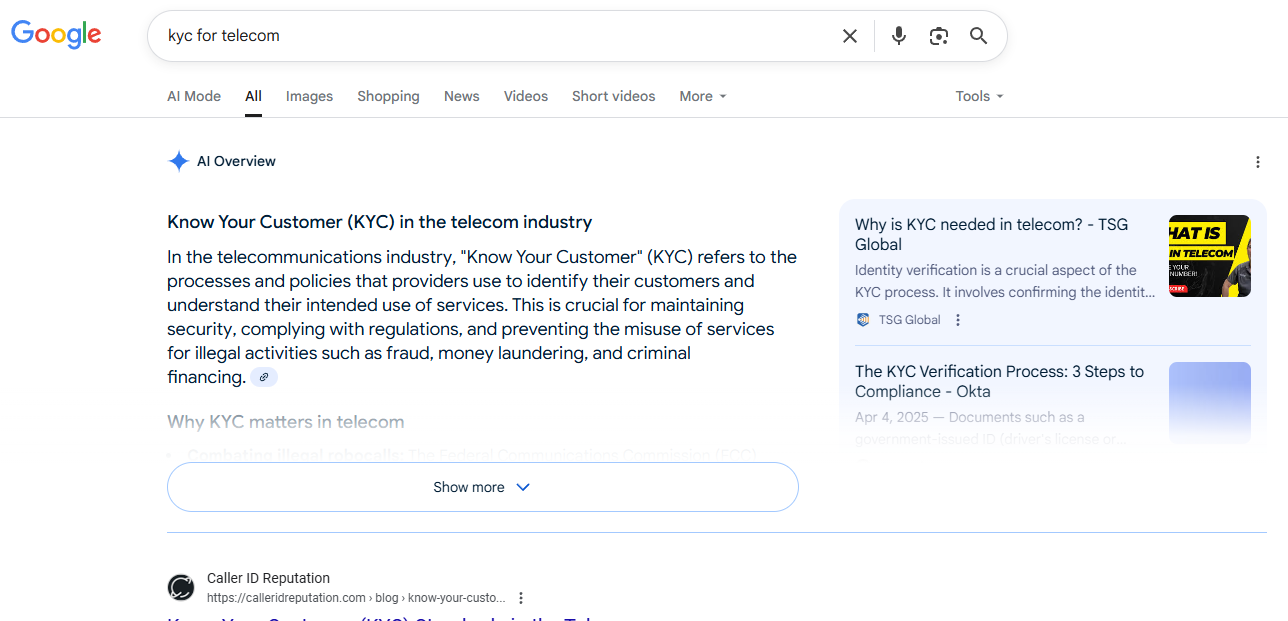 Google
kyc for telecom
AI Mode All Images Shopping News Videos Short videos More Tools
AI Overview
Know Your Customer (KYC) in the telecom industry
In the telecommunications industry, "Know Your Customer" (KYC) refers to the
processes and policies that providers use to identify their customers and
understand their intended use of services. This is crucial for maintaining
security, complying with regulations, and preventing the misuse of services
for illegal activities such as fraud, money laundering, and criminal
financing.
Why KYC matters in telecom
Combating illegal robocalls: The Federal Communications Commission (FCC)
Show more
Why is KYC needed in telecom? - TSG
Global
Identity verification is a crucial aspect of the
KYC process. It involves confirming the identit...
TSG Global
HAT IS
IN TELECOM
E YOUR
NUMBER!
The KYC Verification Process: 3 Steps to
Compliance - Okta
Apr 4, 2025 — Documents such as a
government-issued ID (driver's license or...
Caller ID Reputation
https://calleridreputation.com › blog › know-your-custo...